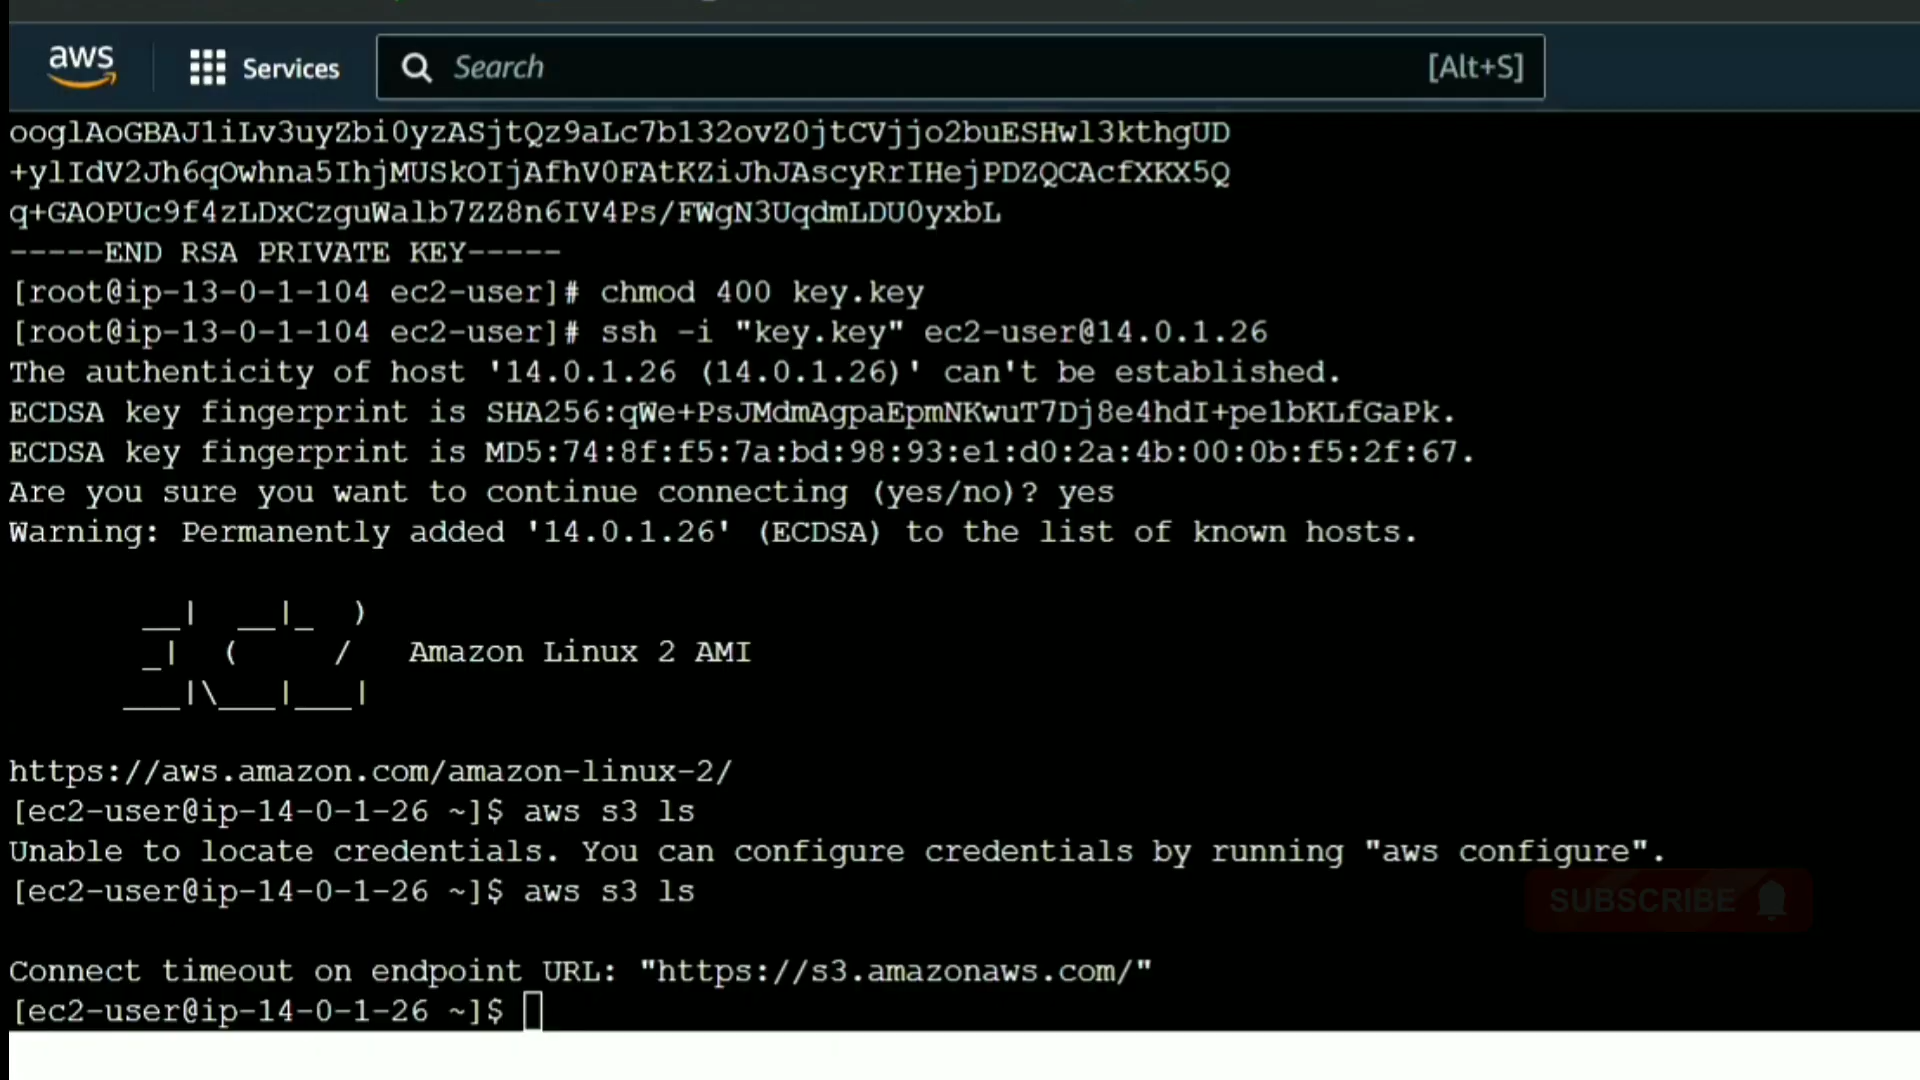 aws Services Search [Alt+S]
ooglAoGBAJ1iLv3uyZbi0yzASjtQz9aLc7b132ovZ0jtCVjjo2buESHwl3kthgUD
+ylIdV2Jh6qOwhna5IhjMUSkOIjAfhV0FAtKZiJhJAscyRrIHejPDZQCAcfXKX5Q
q+GAOPUc9f4zLDxCzguWalb7ZZ8n6IV4Ps/FWgN3UqdmLDU0yxbL
-----END RSA PRIVATE KEY-----
[root@ip-13-0-1-104 ec2-user]# chmod 400 key.key
[root@ip-13-0-1-104 ec2-user]# ssh -i "key.key" ec2-user@14.0.1.26
The authenticity of host '14.0.1.26 (14.0.1.26)' can't be established.
ECDSA key fingerprint is SHA256:qWe+PsJMdmAgpaEpmNKwuT7Dj8e4hdI+pe1bKLfGaPk.
ECDSA key fingerprint is MD5:74:8f:f5:7a:bd:98:93:e1:d0:2a:4b:00:0b:f5:2f:67.
Are you sure you want to continue connecting (yes/no)? yes
Warning: Permanently added '14.0.1.26' (ECDSA) to the list of known hosts.
__|  __|_  )
_|  (     /   Amazon Linux 2 AMI
___|\___|___|
https://aws.amazon.com/amazon-linux-2/
[ec2-user@ip-14-0-1-26 ~]$ aws s3 ls
Unable to locate credentials. You can configure credentials by running "aws configure".
[ec2-user@ip-14-0-1-26 ~]$ aws s3 ls
SUBSCRIBE
Connect timeout on endpoint URL: "https://s3.amazonaws.com/"
[ec2-user@ip-14-0-1-26 ~]$